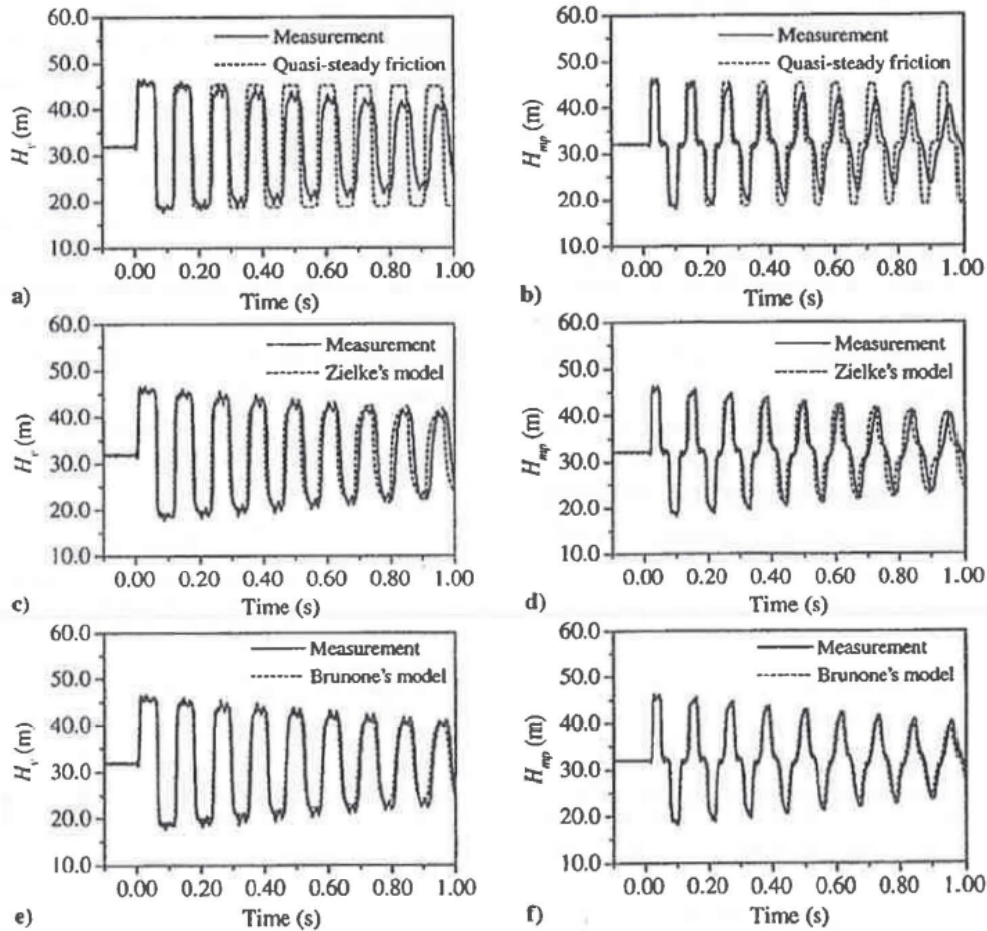 60.0
50.0
40.0
30.0
20.0
10.0
H_v (m)
Measurement
Quasi-steady friction
0.00 0.20 0.40 0.60 0.80 1.00
a)
Time (s)
60.0
50.0
40.0
30.0
20.0
10.0
H_mp (m)
Measurement
Quasi-steady friction
0.00 0.20 0.40 0.60 0.80 1.00
b)
Time (s)
60.0
50.0
40.0
30.0
20.0
10.0
H_v (m)
Measurement
Zielke's model
0.00 0.20 0.40 0.60 0.80 1.00
c)
Time (s)
60.0
50.0
40.0
30.0
20.0
10.0
H_mp (m)
Measurement
Zielke's model
0.00 0.20 0.40 0.60 0.80 1.00
d)
Time (s)
60.0
50.0
40.0
30.0
20.0
10.0
H_v (m)
Measurement
Brunone's model
0.00 0.20 0.40 0.60 0.80 1.00
e)
Time (s)
60.0
50.0
40.0
30.0
20.0
10.0
H_mp (m)
Measurement
Brunone's model
0.00 0.20 0.40 0.60 0.80 1.00
f)
Time (s)